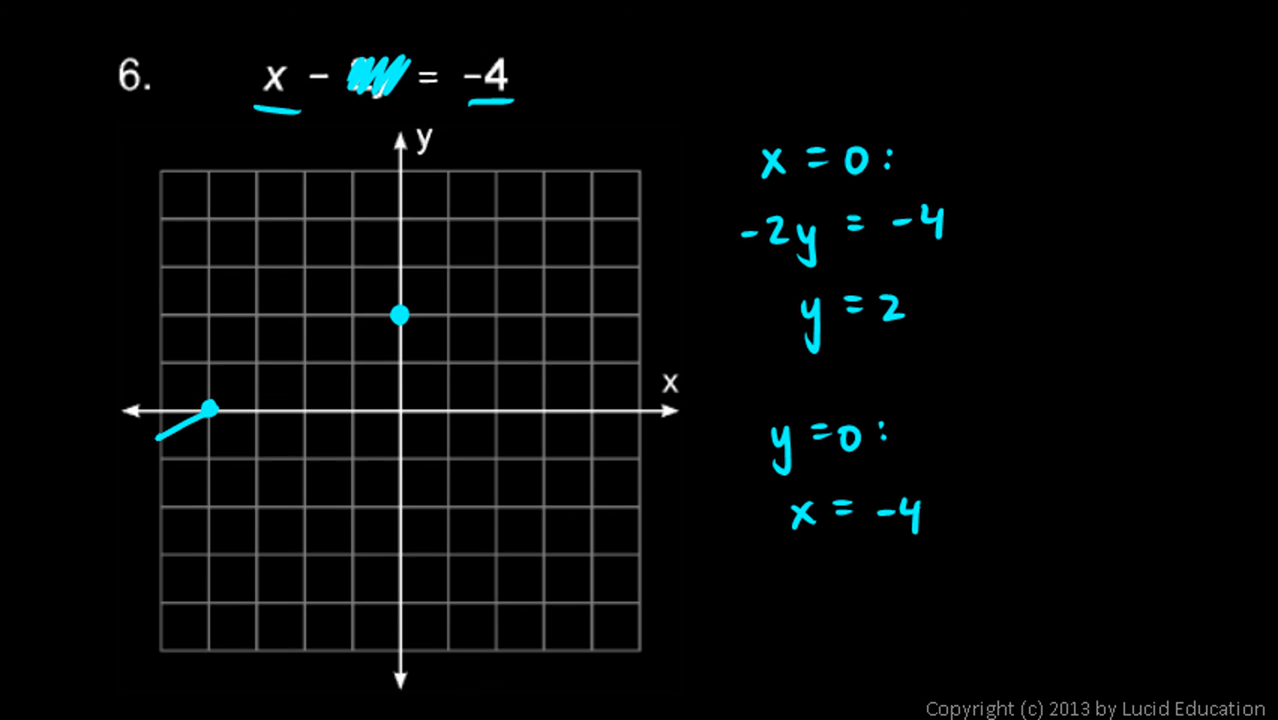 6. x - = -4
y
x = 0 :
-2y = -4
y = 2
x
y = 0 :
x = -4
Copyright (c) 2013 by Lucid Education